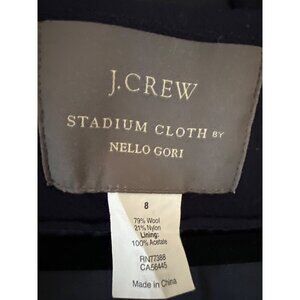 J.CREW
STADIUM CLOTH BY
NELLO GORI
8
79% Wool
21% Nylon
Lining:
100% Acetate
RN77388
CA56445
Made in China